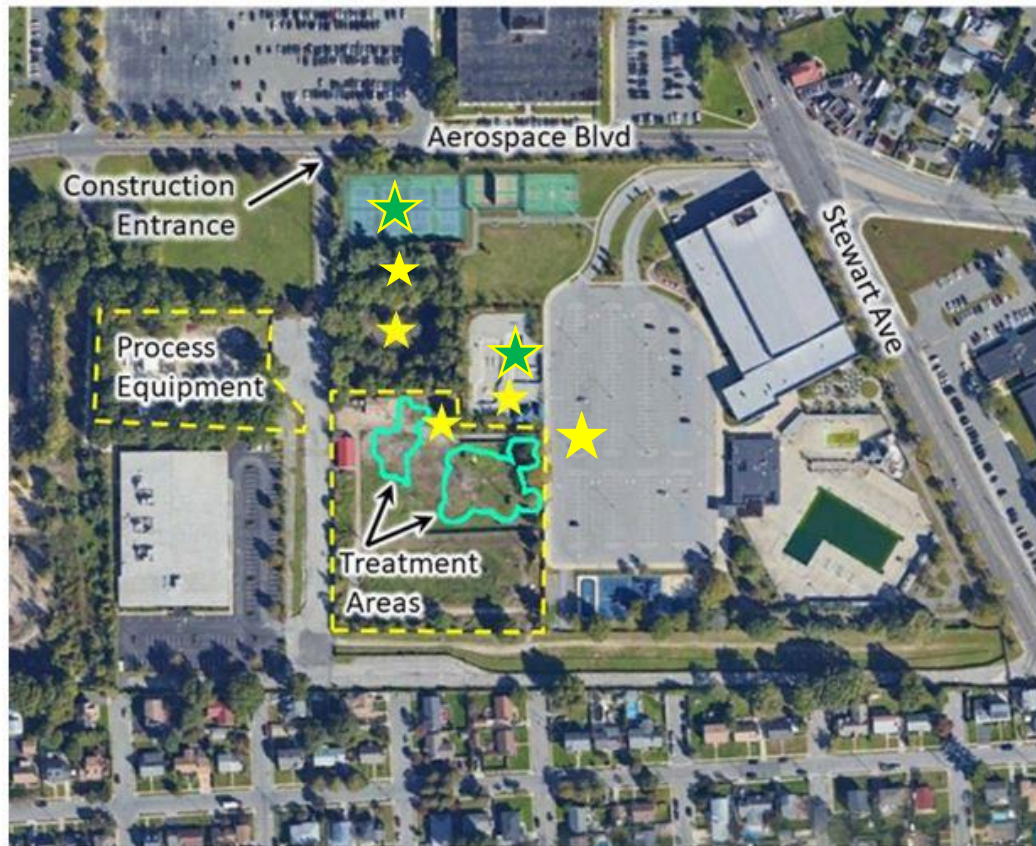 Aerospace Blvd
Construction
Entrance
Stewart Ave
Process
Equipment
Treatment
Areas